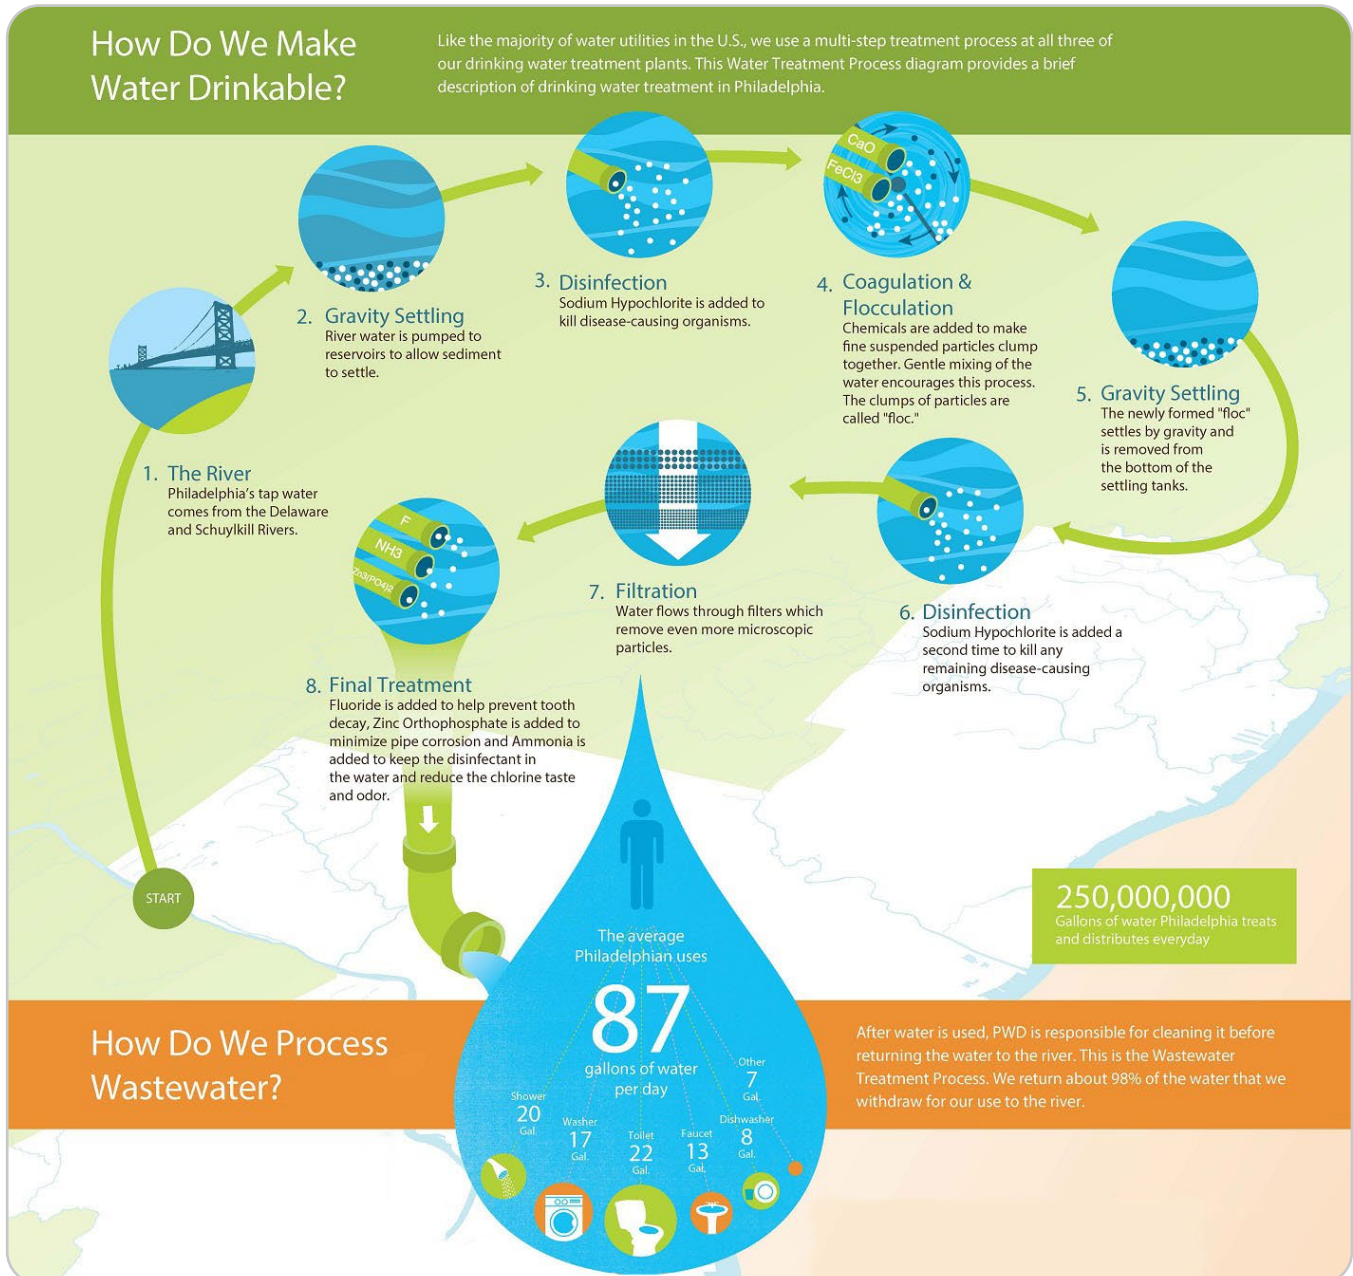 How Do We Make
Water Drinkable?
Like the majority of water utilities in the U.S., we use a multi-step treatment process at all three of
our drinking water treatment plants. This Water Treatment Process diagram provides a brief
description of drinking water treatment in Philadelphia.
1. The River
Philadelphia's tap water
comes from the Delaware
and Schuylkill Rivers.
2. Gravity Settling
River water is pumped to
reservoirs to allow sediment
to settle.
3. Disinfection
Sodium Hypochlorite is added to
kill disease-causing organisms.
CaO
FeCl3
4. Coagulation &
Flocculation
Chemicals are added to make
fine suspended particles clump
together. Gentle mixing of the
water encourages this process.
The clumps of particles are
called "floc."
5. Gravity Settling
The newly formed "floc"
settles by gravity and
is removed from
the bottom of the
settling tanks.
6. Disinfection
Sodium Hypochlorite is added a
second time to kill any
remaining disease-causing
organisms.
7. Filtration
Water flows through filters which
remove even more microscopic
particles.
F
NH3
Zn3(PO4)2
8. Final Treatment
Fluoride is added to help prevent tooth
decay, Zinc Orthophosphate is added to
minimize pipe corrosion and Ammonia is
added to keep the disinfectant in
the water and reduce the chlorine taste
and odor.
START
250,000,000
Gallons of water Philadelphia treats
and distributes everyday
The average
Philadelphian uses
87
gallons of water
per day
Shower
20
Gal.
Washer
17
Gal.
Toilet
22
Gal.
Faucet
13
Gal.
Dishwasher
8
Gal.
Other
7
Gal.
How Do We Process
Wastewater?
After water is used, PWD is responsible for cleaning it before
returning the water to the river. This is the Wastewater
Treatment Process. We return about 98% of the water that we
withdraw for our use to the river.